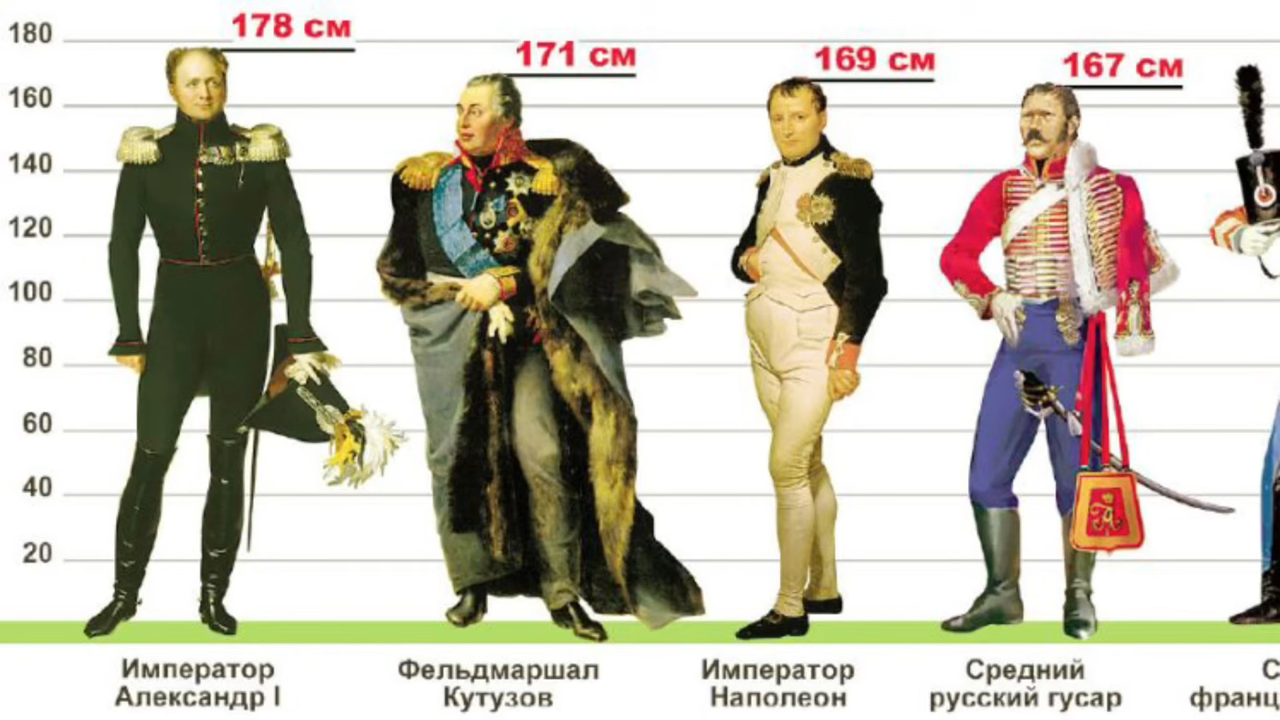 178 см
171 см
169 см
167 см
180
160
140
120
100
80
60
40
20
Император
Александр I
Фельдмаршал
Кутузов
Император
Наполеон
Средний
русский гусар